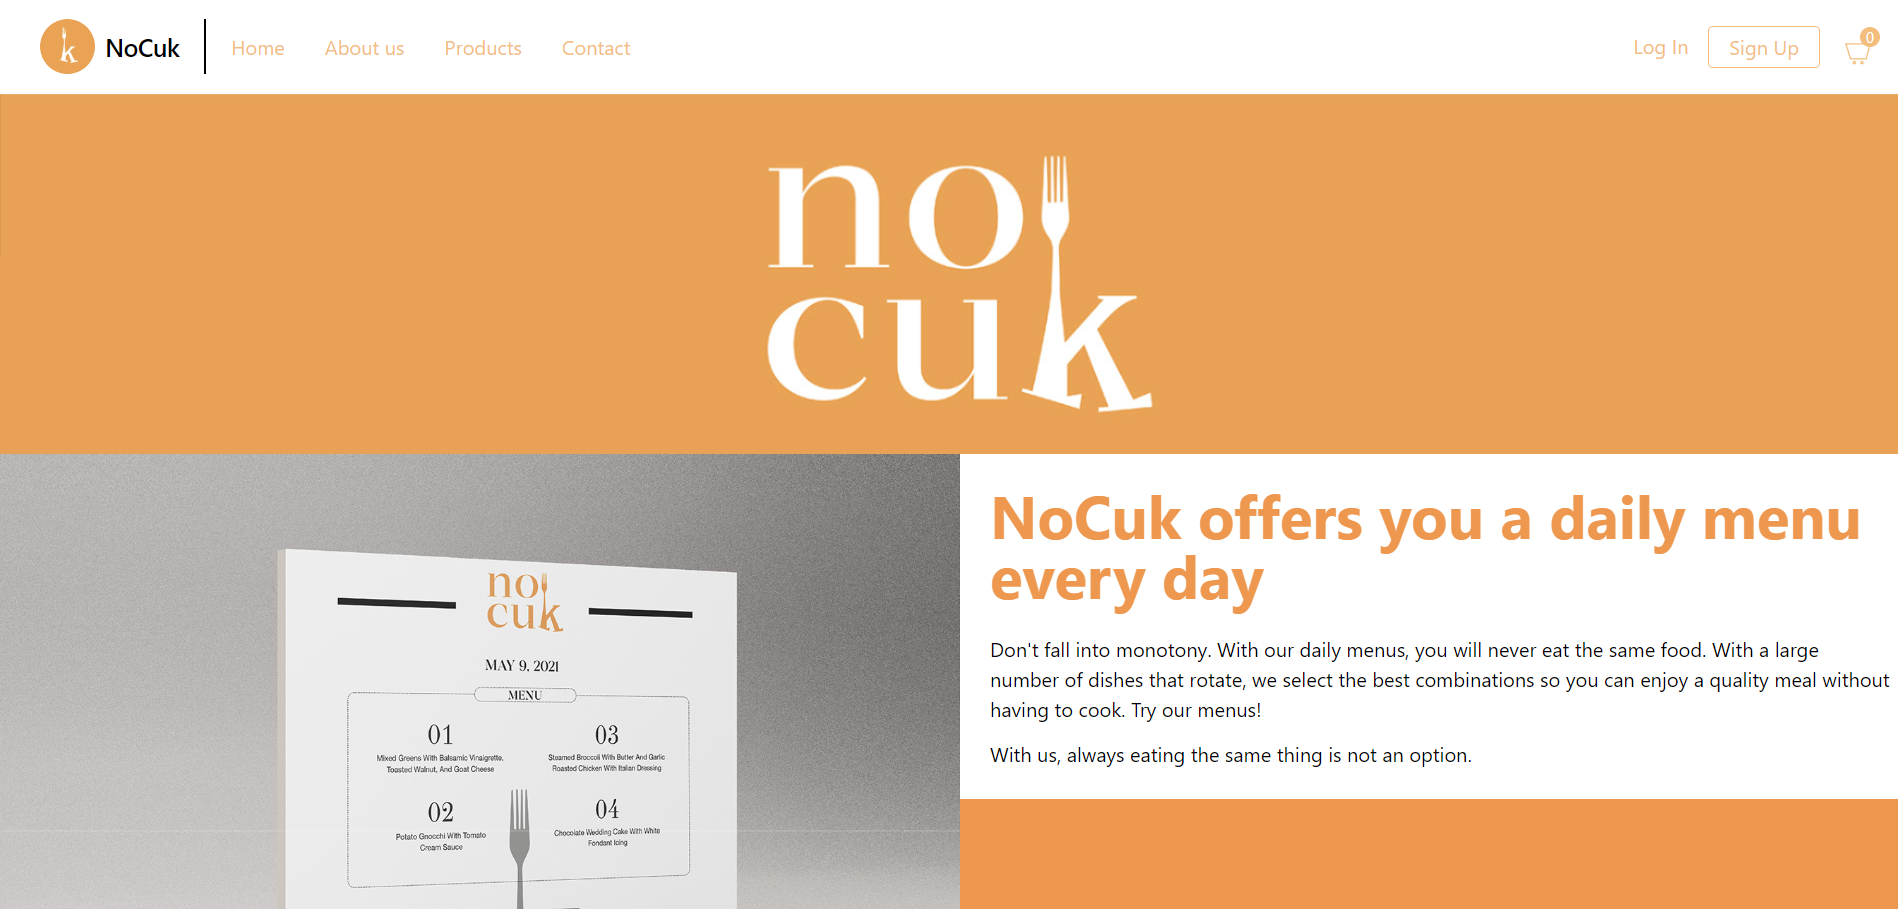 NoCuk
Home
About us
Products
Contact
Log In
Sign Up
0
no
cuk
no
cuk
MAY 9, 2021
MENU
01
Mixed Greens With Balsamic Vinaigrette,
Toasted Walnut, And Goat Cheese
02
Potato Gnocchi With Tomato
Cream Sauce
03
Steamed Broccoli With Butter And Garlic
Roasted Chicken With Italian Dressing
04
Chocolate Wedding Cake With White
Fondant Icing
NoCuk offers you a daily menu
every day
Don't fall into monotony. With our daily menus, you will never eat the same food. With a large
number of dishes that rotate, we select the best combinations so you can enjoy a quality meal without
having to cook. Try our menus!
With us, always eating the same thing is not an option.